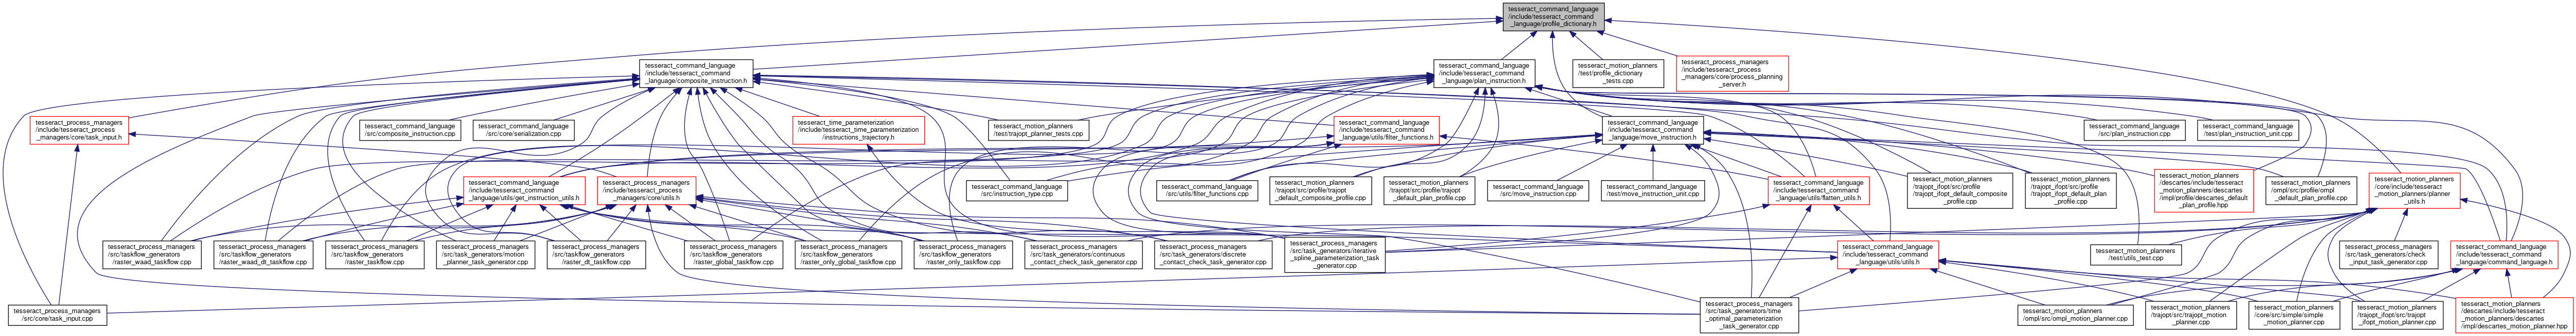 tesseract_command_language
/include/tesseract_command
_language/profile_dictionary.h
tesseract_command_language
/include/tesseract_command
_language/composite_instruction.h
tesseract_command_language
/include/tesseract_command
_language/plan_instruction.h
tesseract_motion_planners
/test/profile_dictionary
_tests.cpp
tesseract_process_managers
/include/tesseract_process
_managers/core/process_planning
_server.h
tesseract_process_managers
/include/tesseract_process
_managers/core/task_input.h
tesseract_command_language
/src/composite_instruction.cpp
tesseract_command_language
/src/core/serialization.cpp
tesseract_time_parameterization
/include/tesseract_time_parameterization
/instructions_trajectory.h
tesseract_motion_planners
/test/trajopt_planner_tests.cpp
tesseract_command_language
/include/tesseract_command
_language/utils/filter_functions.h
tesseract_command_language
/include/tesseract_command
_language/move_instruction.h
tesseract_command_language
/src/plan_instruction.cpp
tesseract_command_language
/test/plan_instruction_unit.cpp
tesseract_command_language
/include/tesseract_command
_language/utils/get_instruction_utils.h
tesseract_process_managers
/include/tesseract_process
_managers/core/utils.h
tesseract_command_language
/src/instruction_type.cpp
tesseract_command_language
/src/utils/filter_functions.cpp
tesseract_motion_planners
/trajopt/src/profile/trajopt
_default_composite_profile.cpp
tesseract_motion_planners
/trajopt/src/profile/trajopt
_default_plan_profile.cpp
tesseract_command_language
/src/move_instruction.cpp
tesseract_command_language
/test/move_instruction_unit.cpp
tesseract_command_language
/include/tesseract_command
_language/utils/flatten_utils.h
tesseract_motion_planners
/trajopt_ifopt/src/profile
/trajopt_ifopt_default_composite
_profile.cpp
tesseract_motion_planners
/trajopt_ifopt/src/profile
/trajopt_ifopt_default_plan
_profile.cpp
tesseract_motion_planners
/descartes/include/tesseract
_motion_planners/descartes
/impl/profile/descartes_default
_plan_profile.hpp
tesseract_motion_planners
/ompl/src/profile/ompl
_default_plan_profile.cpp
tesseract_motion_planners
/core/include/tesseract
_motion_planners/planner
_utils.h
tesseract_process_managers
/src/taskflow_generators
/raster_waad_taskflow.cpp
tesseract_process_managers
/src/taskflow_generators
/raster_waad_dt_taskflow.cpp
tesseract_process_managers
/src/taskflow_generators
/raster_taskflow.cpp
tesseract_process_managers
/src/task_generators/motion
_planner_task_generator.cpp
tesseract_process_managers
/src/taskflow_generators
/raster_dt_taskflow.cpp
tesseract_process_managers
/src/taskflow_generators
/raster_global_taskflow.cpp
tesseract_process_managers
/src/taskflow_generators
/raster_only_global_taskflow.cpp
tesseract_process_managers
/src/taskflow_generators
/raster_only_taskflow.cpp
tesseract_process_managers
/src/task_generators/continuous
_contact_check_task_generator.cpp
tesseract_process_managers
/src/task_generators/discrete
_contact_check_task_generator.cpp
tesseract_process_managers
/src/task_generators/iterative
_spline_parameterization_task
_generator.cpp
tesseract_command_language
/include/tesseract_command
_language/utils/utils.h
tesseract_motion_planners
/test/utils_test.cpp
tesseract_process_managers
/src/task_generators/check
_input_task_generator.cpp
tesseract_command_language
/include/tesseract_command
_language/command_language.h
tesseract_process_managers
/src/core/task_input.cpp
tesseract_process_managers
/src/task_generators/time
_optimal_parameterization
_task_generator.cpp
tesseract_motion_planners
/ompl/src/ompl_motion_planner.cpp
tesseract_motion_planners
/trajopt/src/trajopt_motion
_planner.cpp
tesseract_motion_planners
/core/src/simple/simple
_motion_planner.cpp
tesseract_motion_planners
/trajopt_ifopt/src/trajopt
_ifopt_motion_planner.cpp
tesseract_motion_planners
/descartes/include/tesseract
_motion_planners/descartes
/impl/descartes_motion_planner.hpp